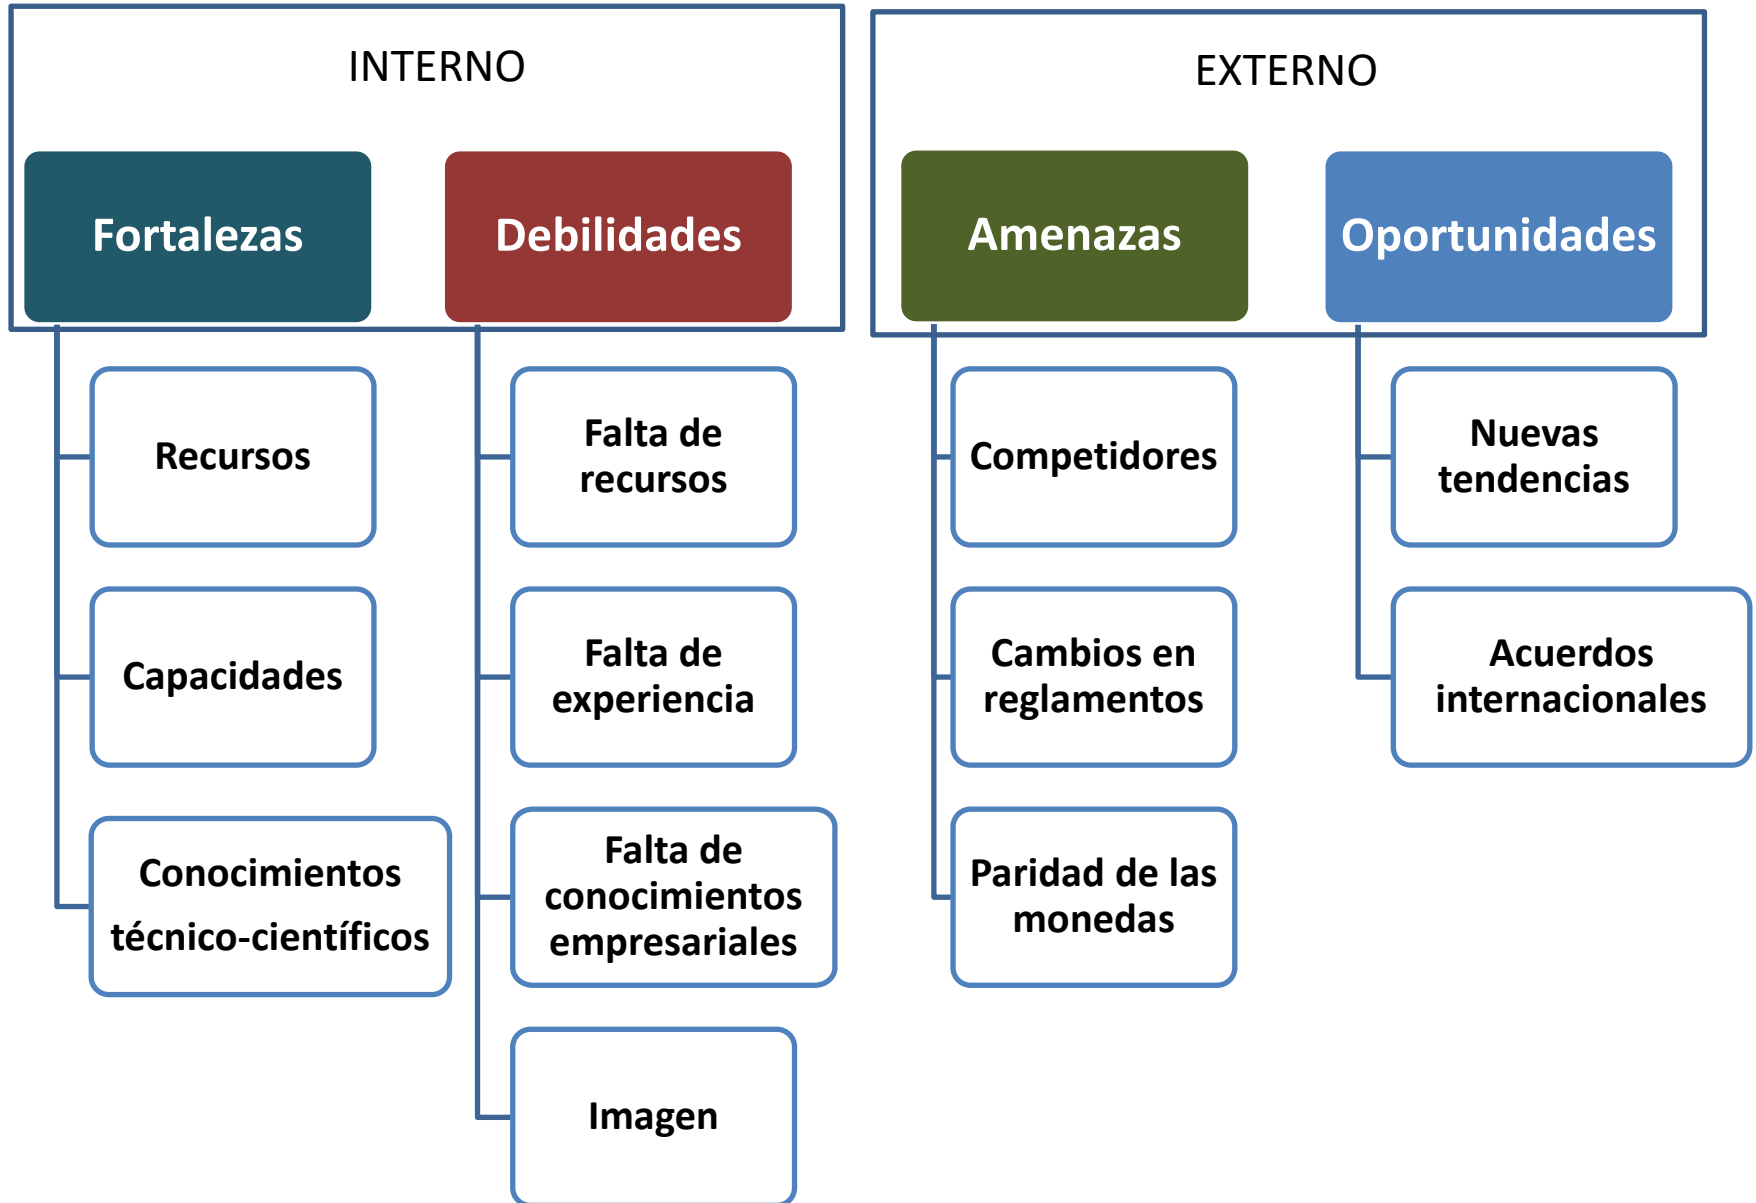 INTERNO
Fortalezas
Debilidades
Recursos
Capacidades
Conocimientos
técnico-científicos
Falta de
recursos
Falta de
experiencia
Falta de
conocimientos
empresariales
Imagen
EXTERNO
Amenazas
Oportunidades
Competidores
Cambios en
reglamentos
Paridad de las
monedas
Nuevas
tendencias
Acuerdos
internacionales